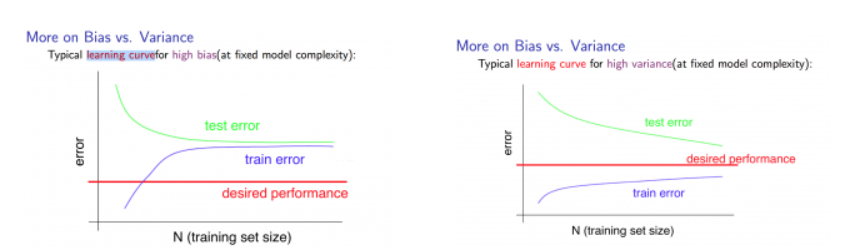 More on Bias vs. Variance
Typical learning curvefor high bias(at fixed model complexity):
test error
train error
desired performance
error
N (training set size)
More on Bias vs. Variance
Typical learning curve for high variance(at fixed model complexity):
test error
desired performance
train error
error
N (training set size)